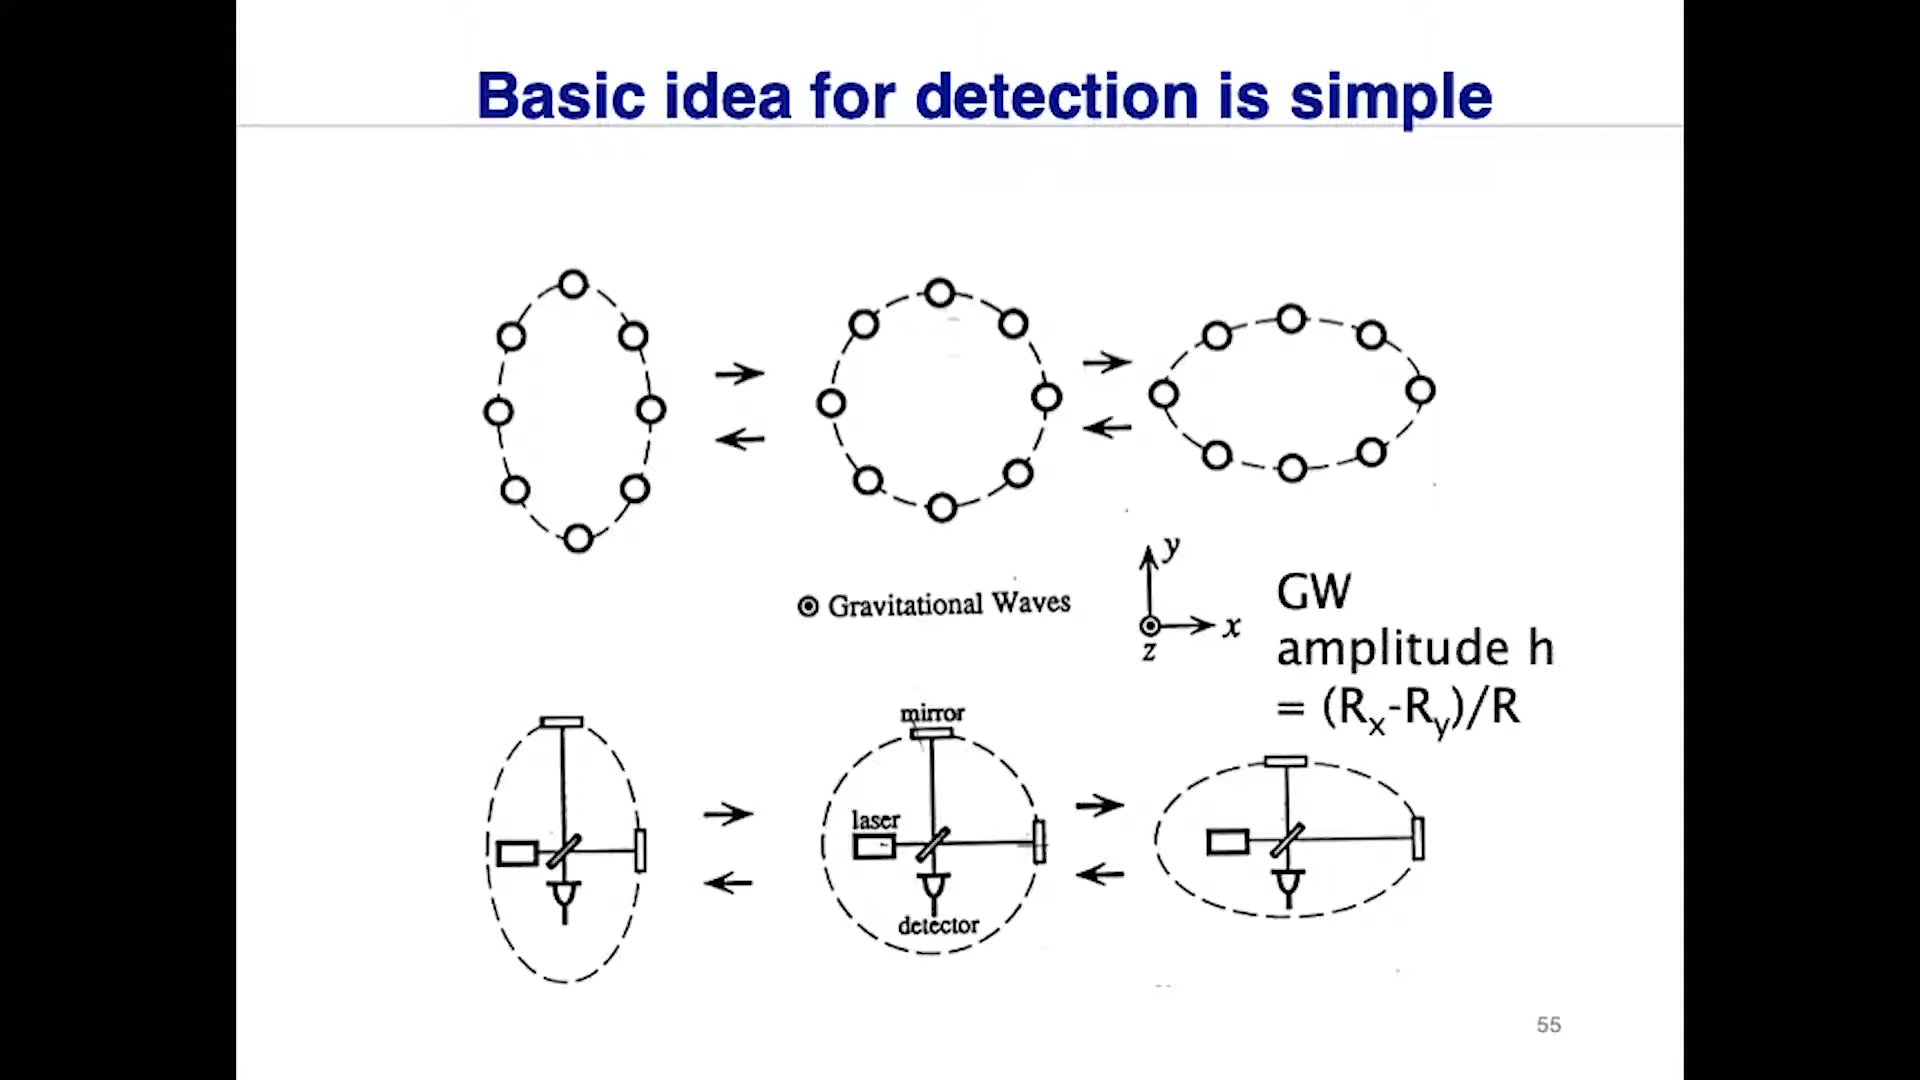 Basic idea for detection is simple
Gravitational Waves
y
x
z
GW
amplitude h
= (Rx-Ry)/R
mirror
laser
detector
55